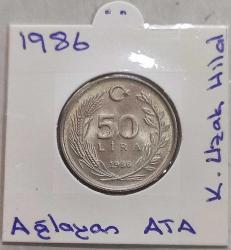 1986
50
LİRA
1986
Ağlayan ATA
K. Uzak Hilal